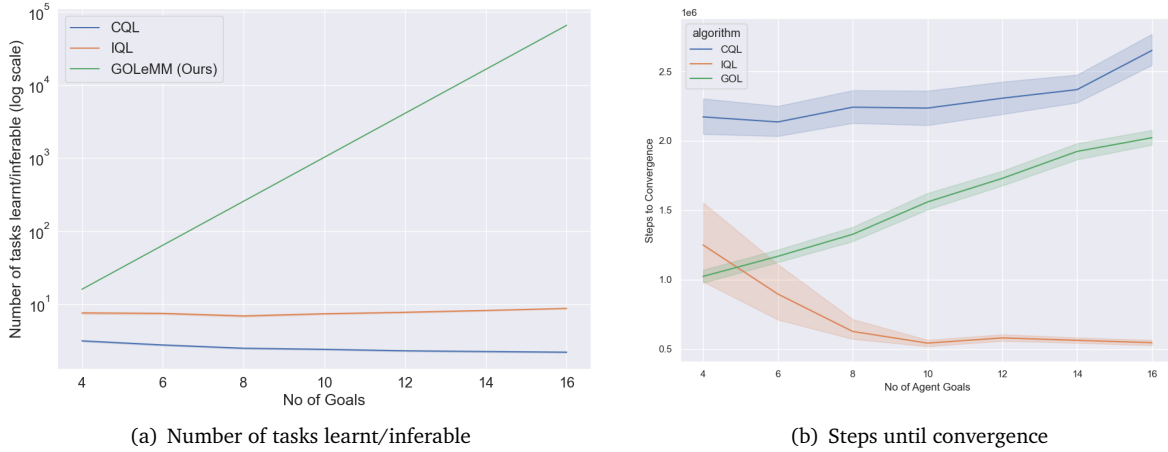 Number of tasks learnt/inferable (log scale)
10^5
10^4
10^3
10^2
10^1
CQL
IQL
GOLeMM (Ours)
4 6 8 10 12 14 16
No of Goals
(a) Number of tasks learnt/inferable
1e6
Steps to Convergence
2.5
2.0
1.5
1.0
0.5
algorithm
CQL
IQL
GOL
4 6 8 10 12 14 16
No of Agent Goals
(b) Steps until convergence